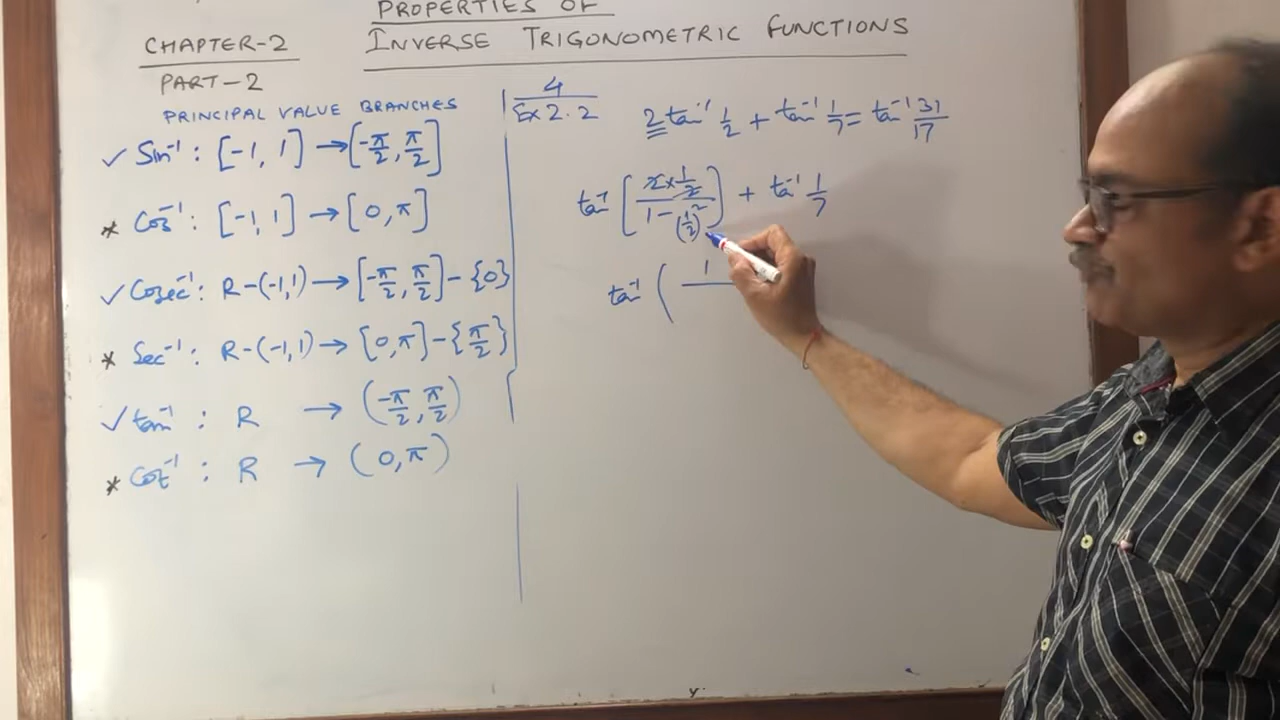 PROPERTIES OF
CHAPTER-2 INVERSE TRIGONOMETRIC FUNCTIONS
PART-2
PRINCIPAL VALUE BRANCHES
✓ Sin⁻¹ : [-1, 1] → [-π/2, π/2]
* Cos⁻¹ : [-1, 1] → [0, π]
✓ Cosec⁻¹ : R-(-1,1) → [-π/2, π/2] - {0}
* Sec⁻¹ : R-(-1,1) → [0, π] - {π/2}
✓ tan⁻¹ : R → (-π/2, π/2)
* Cot⁻¹ : R → (0, π)
4
Ex 2.2
2 tan⁻¹ 1/2 + tan⁻¹ 1/7 = tan⁻¹ 31/17
tan⁻¹ [ (2×1/2) / (1-(1/2)²) ] + tan⁻¹ 1/7
tan⁻¹ ( 1